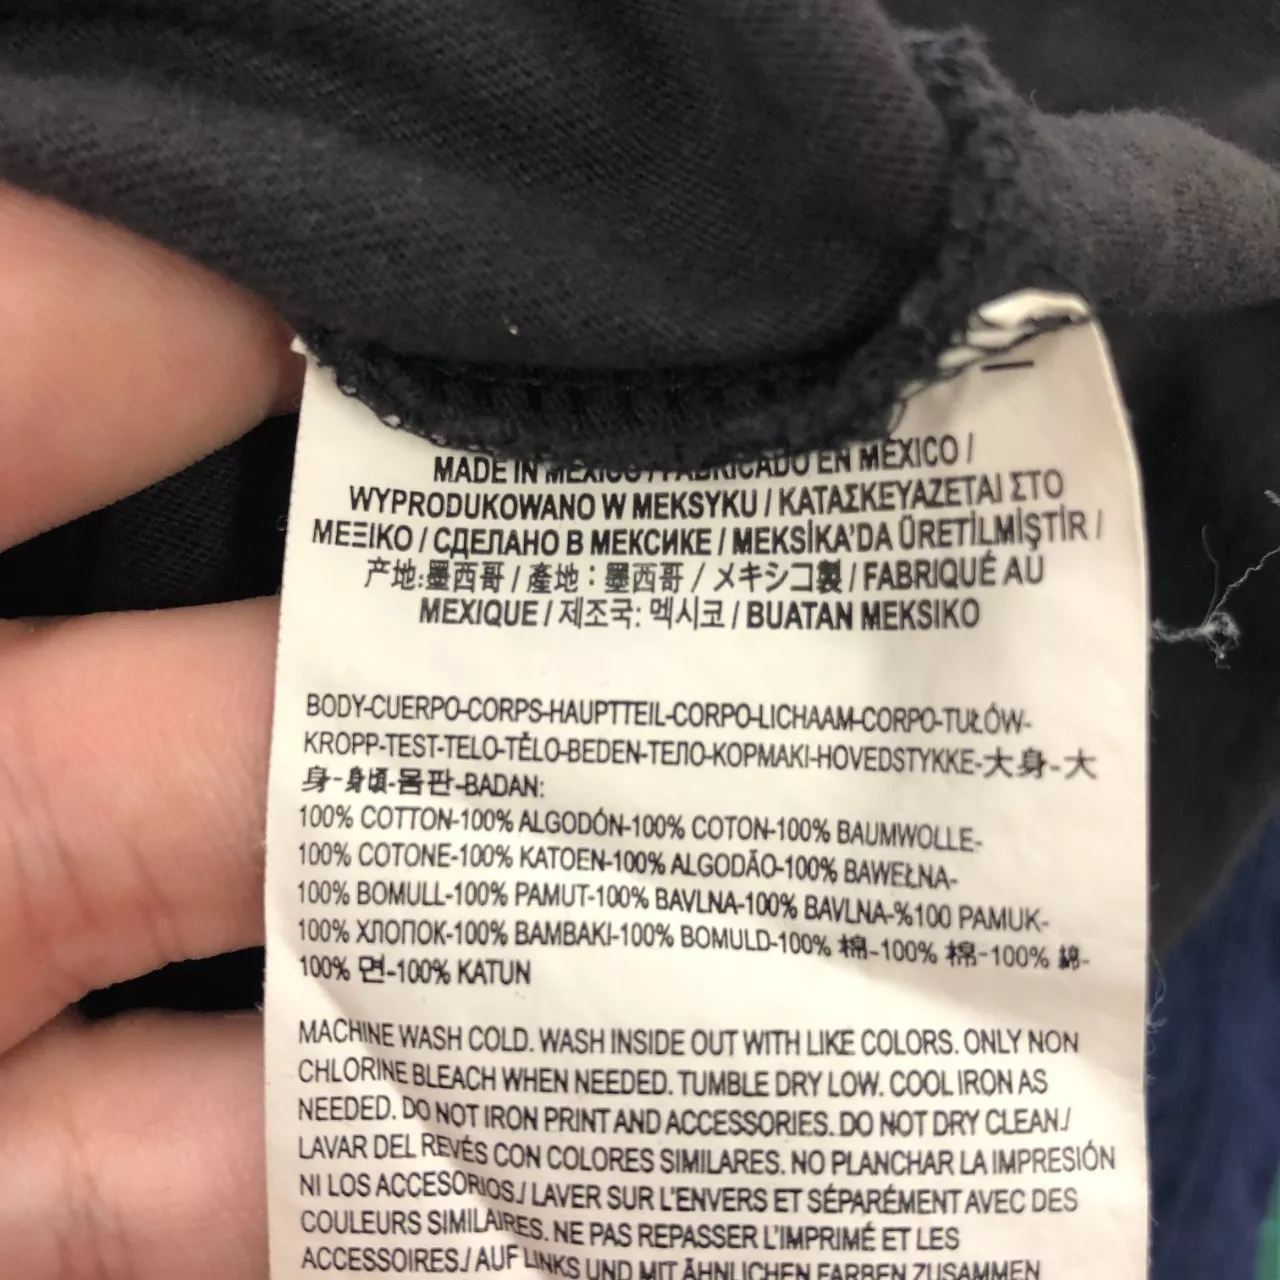 MADE IN MEXICO / FABRICADO EN MÉXICO /
WYPRODUKOWANO W MEKSYKU / ΚΑΤΑΣΚΕΥΑΖΕΤΑΙ ΣΤΟ
ΜΕΞΙΚΟ / СДЕЛАНО В МЕКСИКЕ / MEKSİKA'DA ÜRETİLMİŞTİR /
产地:墨西哥 / 產地:墨西哥 / メキシコ製 / FABRIQUÉ AU
MEXIQUE / 제조국: 멕시코 / BUATAN MEKSIKO
BODY-CUERPO-CORPS-HAUPTTEIL-CORPO-LICHAAM-CORPO-TUŁÓW-
KROPP-TEST-TELO-TĚLO-BEDEN-ТЕЛО-ΚΟΡΜΑΚΙ-HOVEDSTYKKE-大身-大
身-身頃-몸판-BADAN:
100% COTTON-100% ALGODÓN-100% COTON-100% BAUMWOLLE-
100% COTONE-100% KATOEN-100% ALGODÃO-100% BAWEŁNA-
100% BOMULL-100% PAMUT-100% BAVLNA-100% BAVLNA-%100 PAMUK-
100% ХЛОПОК-100% ΒΑΜΒΑΚΙ-100% BOMULD-100% 棉-100% 棉-100% 綿-
100% 면-100% KATUN
MACHINE WASH COLD. WASH INSIDE OUT WITH LIKE COLORS. ONLY NON
CHLORINE BLEACH WHEN NEEDED. TUMBLE DRY LOW. COOL IRON AS
NEEDED. DO NOT IRON PRINT AND ACCESSORIES. DO NOT DRY CLEAN./
LAVAR DEL REVÉS CON COLORES SIMILARES. NO PLANCHAR LA IMPRESIÓN
NI LOS ACCESORIOS./ LAVER SUR L'ENVERS ET SÉPARÉMENT AVEC DES
COULEURS SIMILAIRES. NE PAS REPASSER L'IMPRIMÉ ET LES
ACCESSOIRES./ AUF LINKS UND MIT ÄHNLICHEN FARBEN ZUSAMMEN